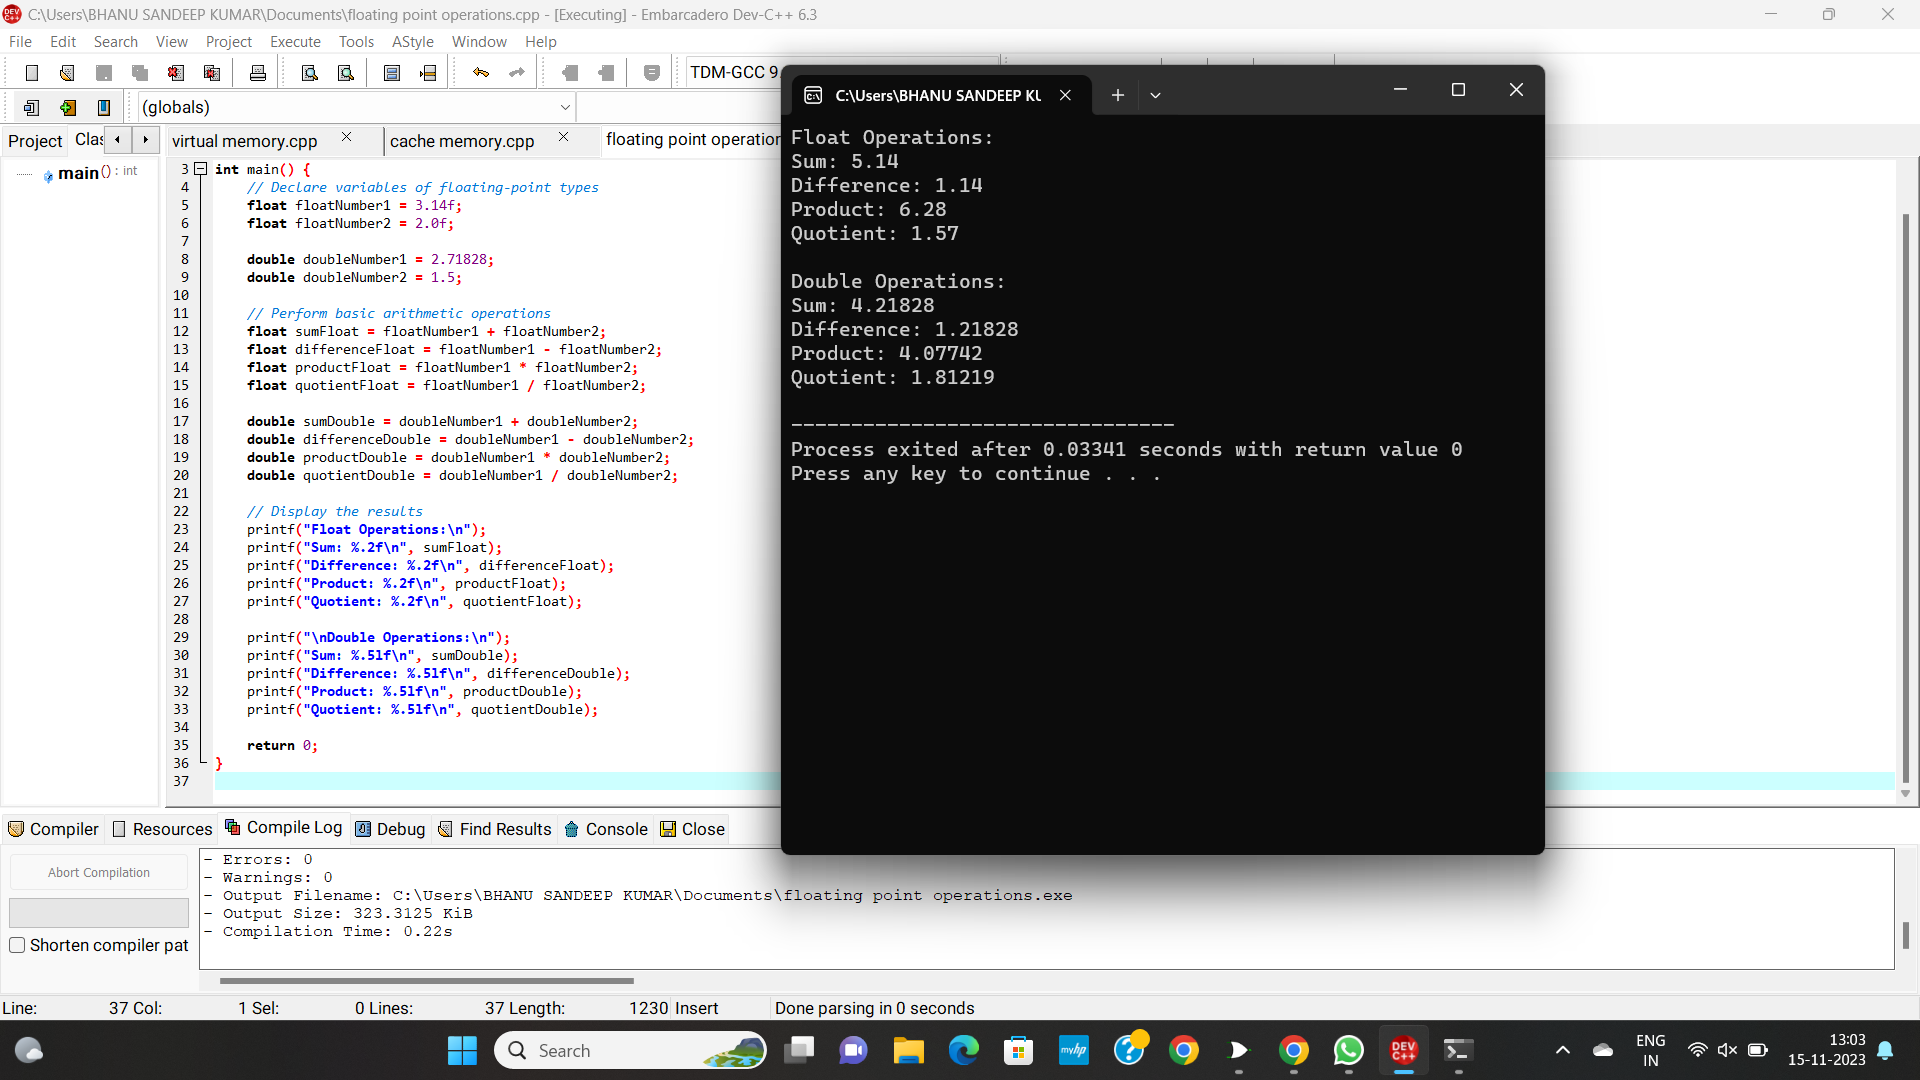 C:\Users\BHANU SANDEEP KUMAR\Documents\floating point operations.cpp - [Executing] - Embarcadero Dev-C++ 6.3
File Edit Search View Project Execute Tools AStyle Window Help
TDM-GCC 9.
(globals)
Project Clas virtual memory.cpp cache memory.cpp floating point operation
main() : int
3 int main() {
4 // Declare variables of floating-point types
5 float floatNumber1 = 3.14f;
6 float floatNumber2 = 2.0f;
7
8 double doubleNumber1 = 2.71828;
9 double doubleNumber2 = 1.5;
10
11 // Perform basic arithmetic operations
12 float sumFloat = floatNumber1 + floatNumber2;
13 float differenceFloat = floatNumber1 - floatNumber2;
14 float productFloat = floatNumber1 * floatNumber2;
15 float quotientFloat = floatNumber1 / floatNumber2;
16
17 double sumDouble = doubleNumber1 + doubleNumber2;
18 double differenceDouble = doubleNumber1 - doubleNumber2;
19 double productDouble = doubleNumber1 * doubleNumber2;
20 double quotientDouble = doubleNumber1 / doubleNumber2;
21
22 // Display the results
23 printf("Float Operations:\n");
24 printf("Sum: %.2f\n", sumFloat);
25 printf("Difference: %.2f\n", differenceFloat);
26 printf("Product: %.2f\n", productFloat);
27 printf("Quotient: %.2f\n", quotientFloat);
28
29 printf("\nDouble Operations:\n");
30 printf("Sum: %.5lf\n", sumDouble);
31 printf("Difference: %.5lf\n", differenceDouble);
32 printf("Product: %.5lf\n", productDouble);
33 printf("Quotient: %.5lf\n", quotientDouble);
34
35 return 0;
36 }
37
C:\Users\BHANU SANDEEP KU
Float Operations:
Sum: 5.14
Difference: 1.14
Product: 6.28
Quotient: 1.57
Double Operations:
Sum: 4.21828
Difference: 1.21828
Product: 4.07742
Quotient: 1.81219
--------------------------------
Process exited after 0.03341 seconds with return value 0
Press any key to continue . . .
Compiler Resources Compile Log Debug Find Results Console Close
Abort Compilation
Shorten compiler pat
- Errors: 0
- Warnings: 0
- Output Filename: C:\Users\BHANU SANDEEP KUMAR\Documents\floating point operations.exe
- Output Size: 323.3125 KiB
- Compilation Time: 0.22s
Line: 37 Col: 1 Sel: 0 Lines: 37 Length: 1230 Insert Done parsing in 0 seconds
Search
myhp
DEV C++
ENG
IN
13:03
15-11-2023